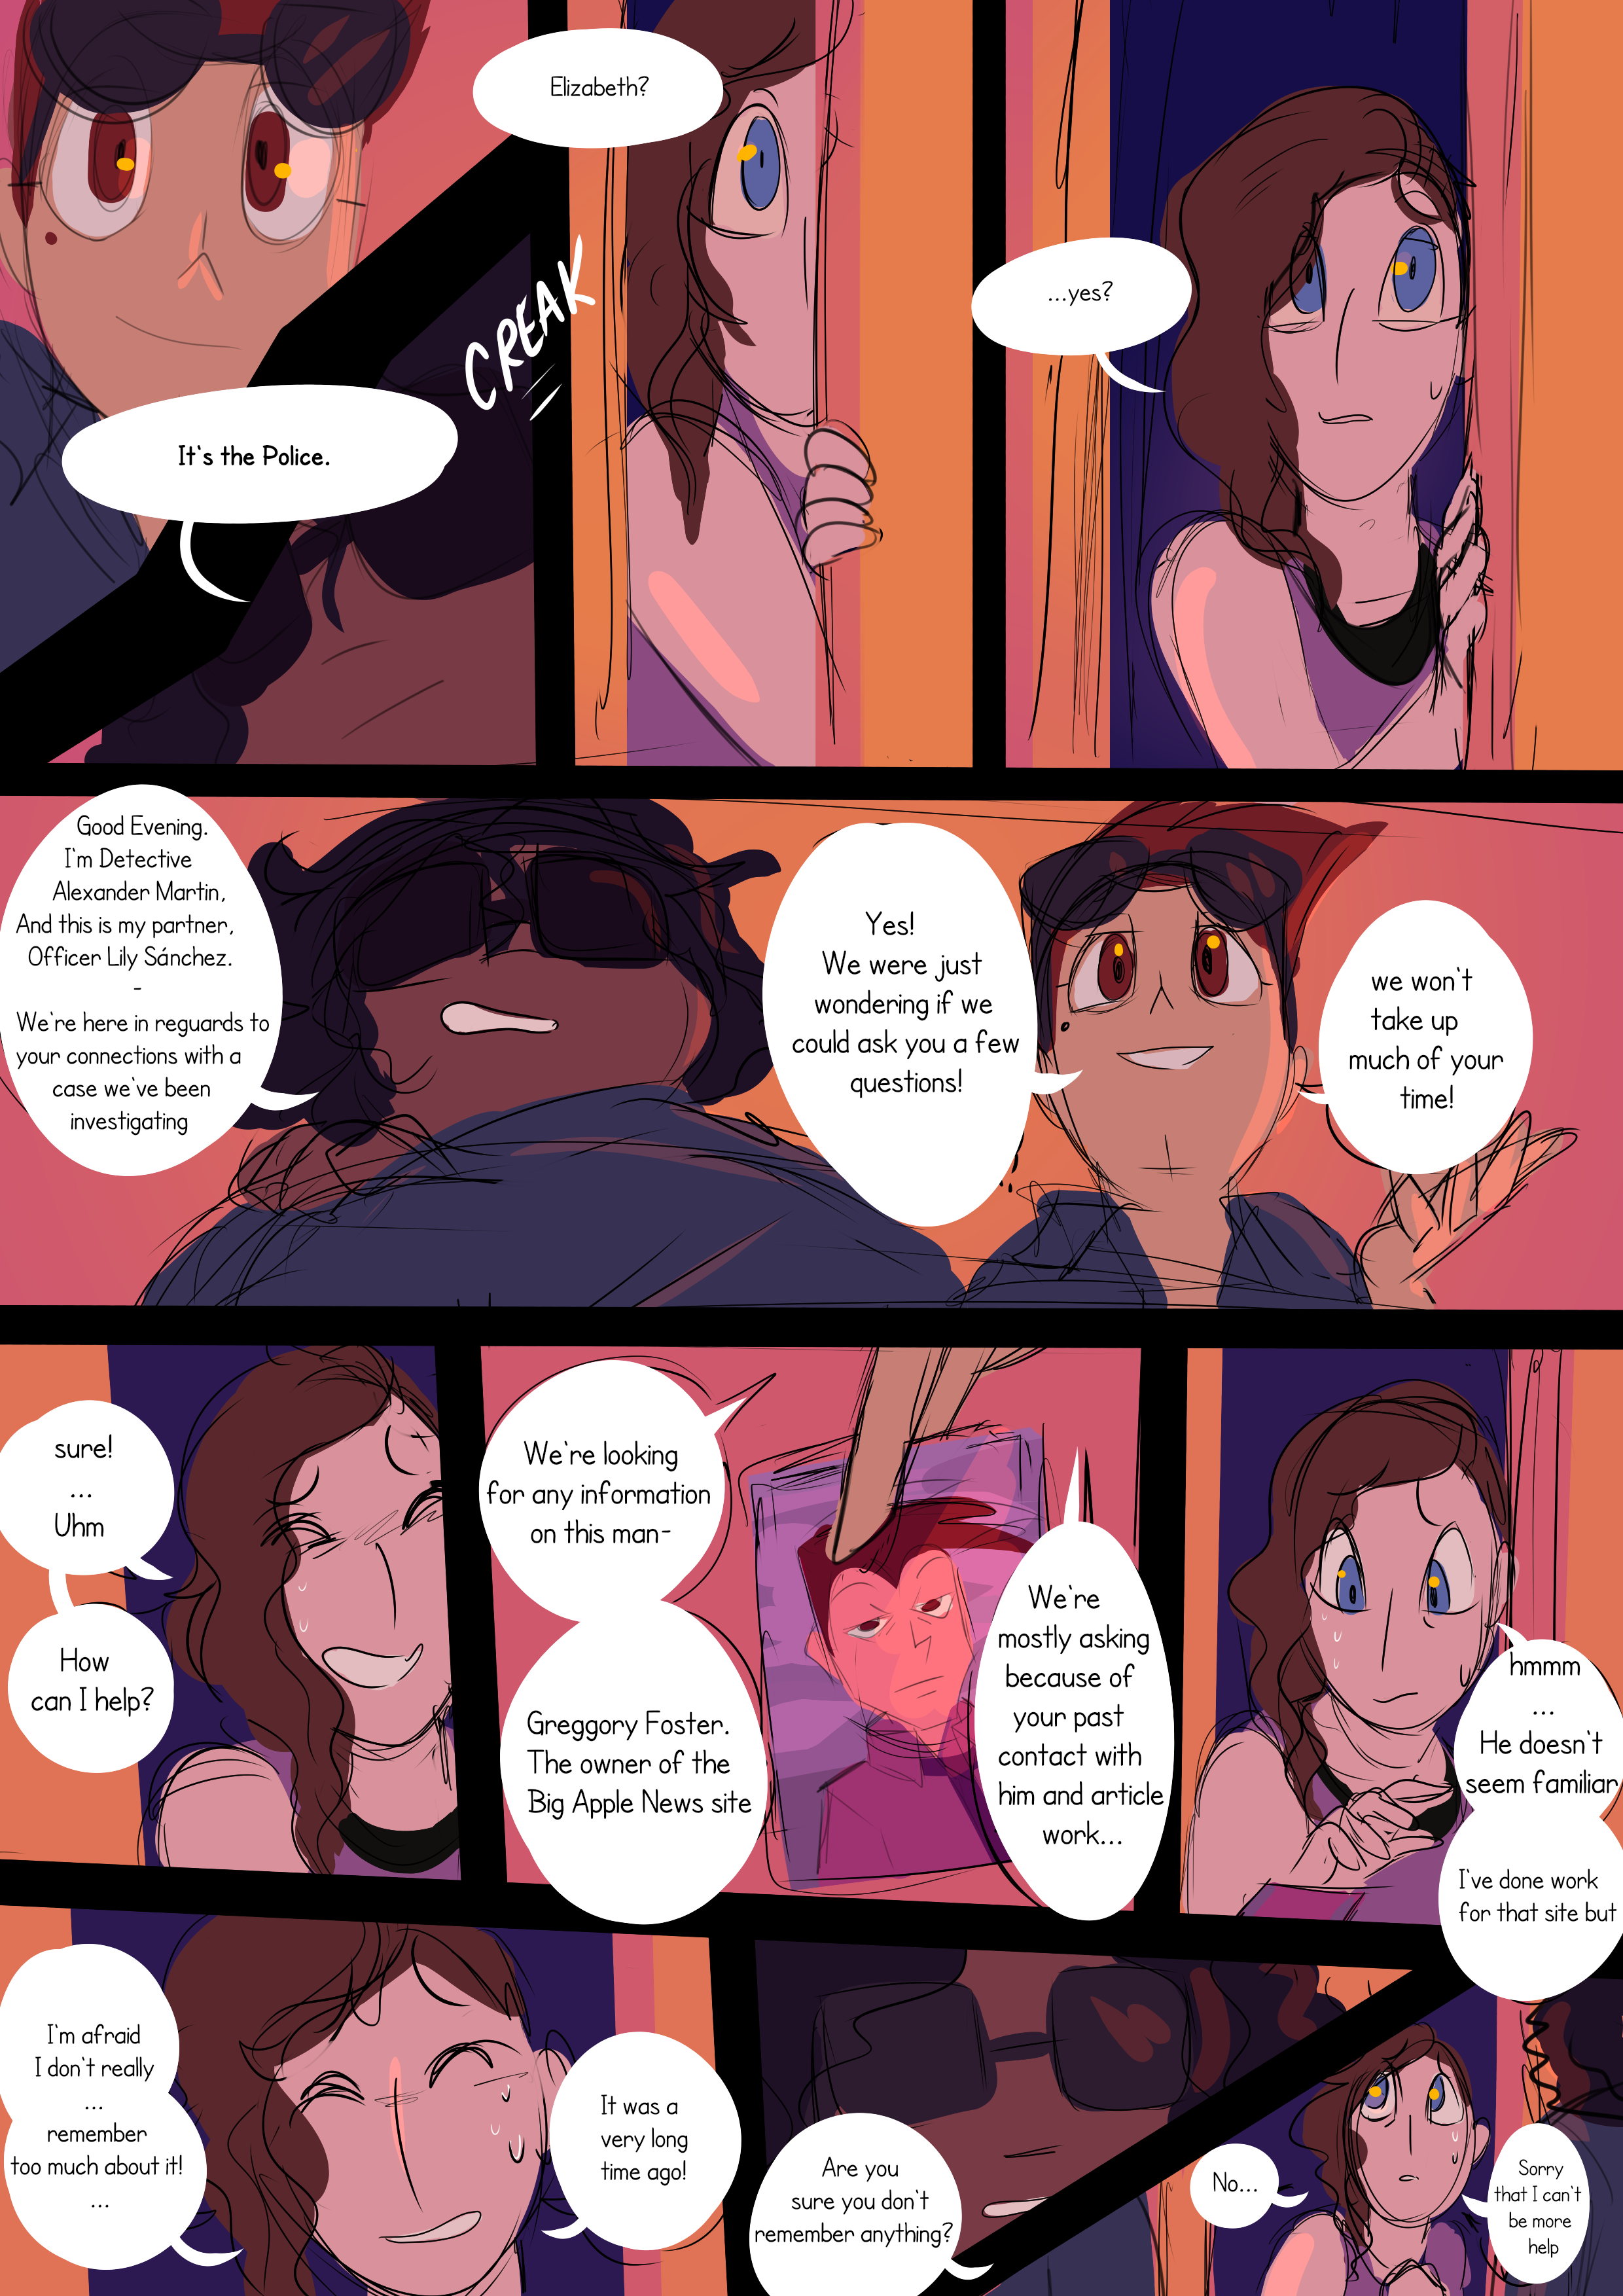 Elizabeth?
It's the Police.
CREAK
...yes?
Good Evening.
I'm Detective
Alexander Martin,
And this is my partner,
Officer Lily Sánchez.
-
We're here in reguards to
your connections with a
case we've been
investigating
Yes!
We were just
wondering if we
could ask you a few
questions!
we won't
take up
much of your
time!
sure!
...
Uhm
How
can I help?
We're looking
for any information
on this man-
Greggory Foster.
The owner of the
Big Apple News site
We're
mostly asking
because of
your past
contact with
him and article
work...
hmmm
...
He doesn't
seem familiar
I've done work
for that site but
I'm afraid
I don't really
...
remember
too much about it!
...
It was a
very long
time ago!
Are you
sure you don't
remember anything?
No...
Sorry
that I can't
be more
help